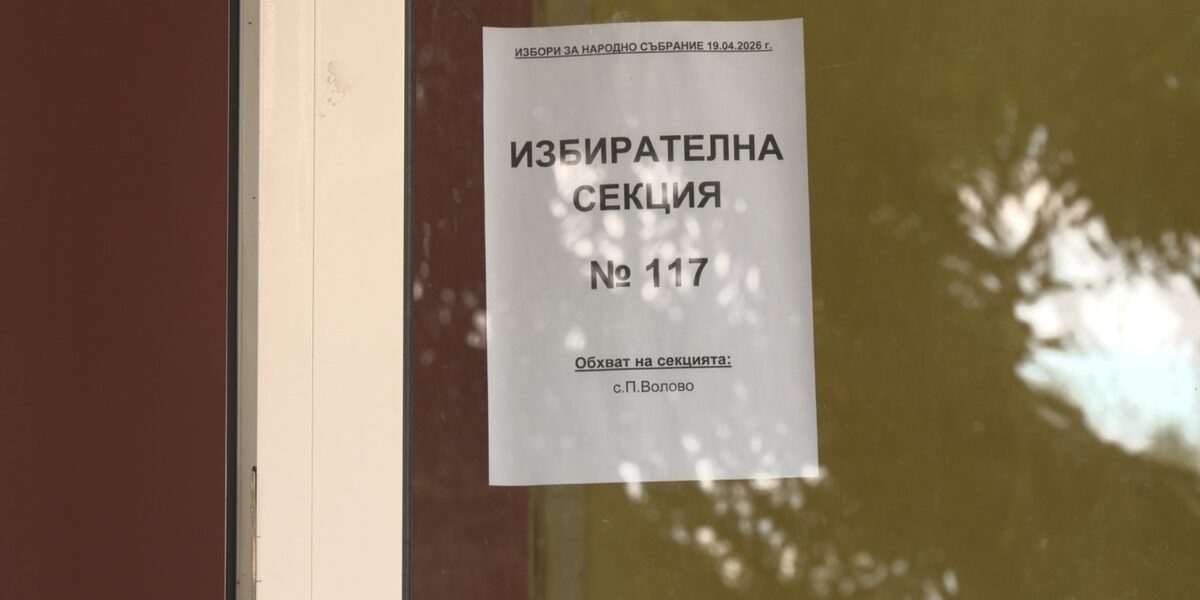 ИЗБОРИ ЗА НАРОДНО СЪБРАНИЕ 19.04.2026 г.
ИЗБИРАТЕЛНА
СЕКЦИЯ
№ 117
Обхват на секцията:
с.П.Волово